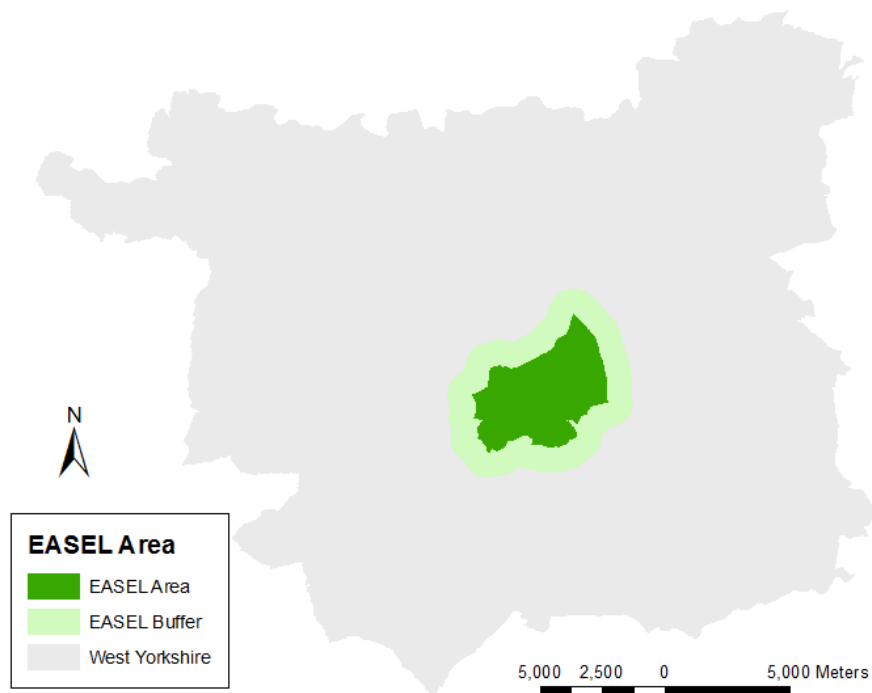 N
EASEL Area
EASEL Area
EASEL Buffer
West Yorkshire
5,000 2,500 0 5,000 Meters